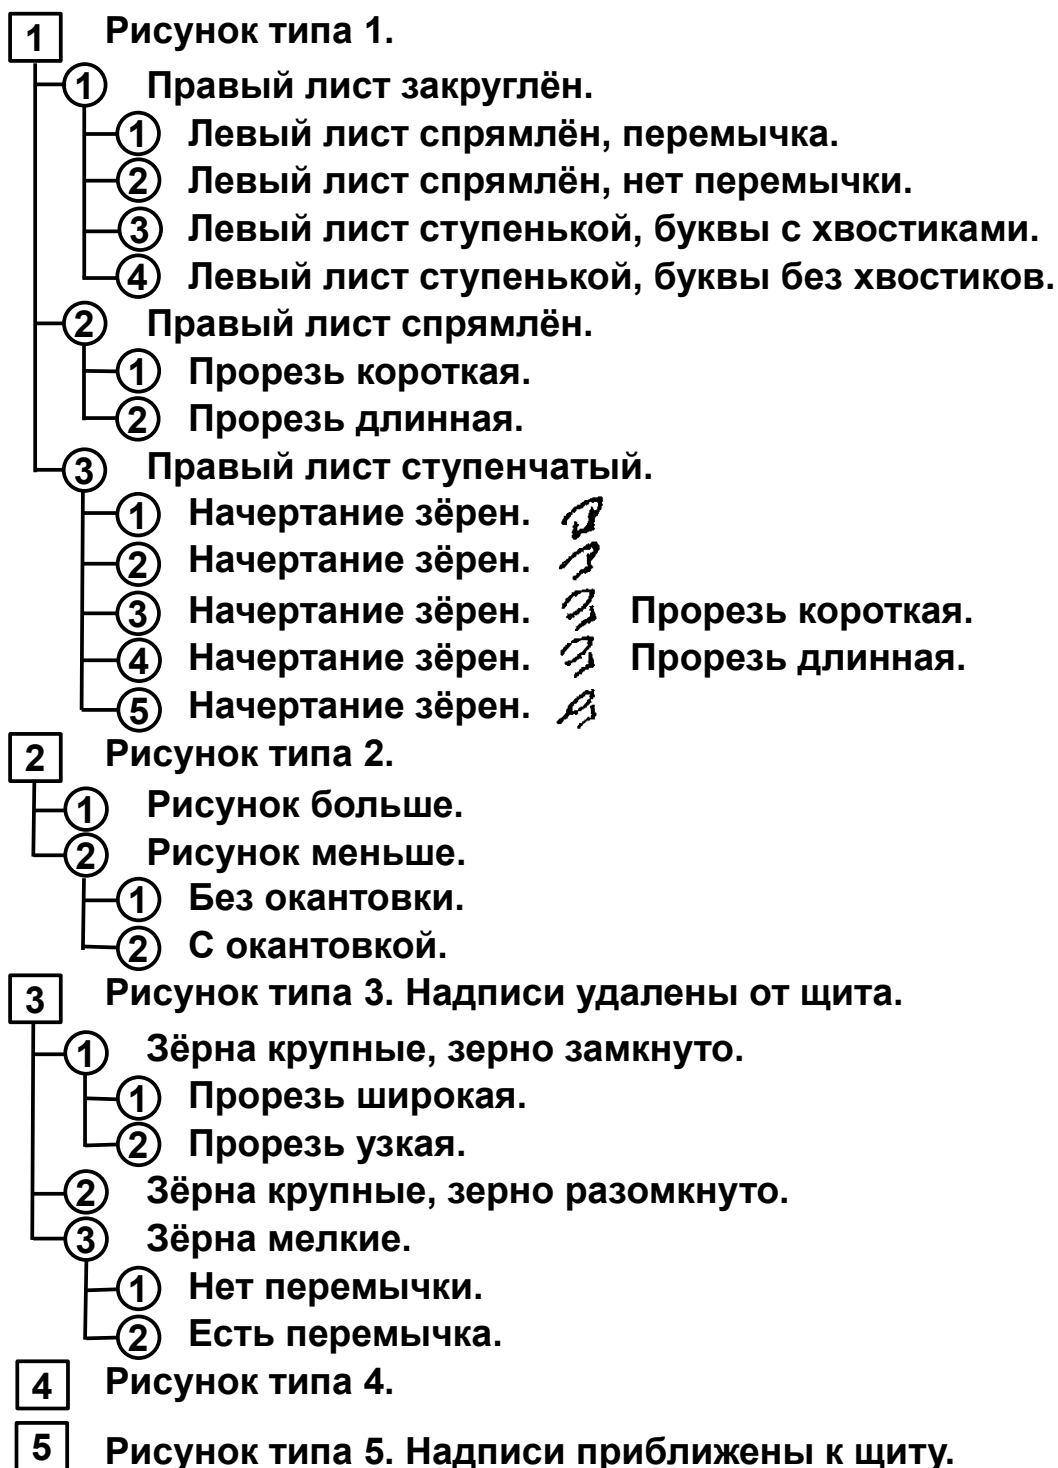 1 Рисунок типа 1.
1 Правый лист закруглён.
1 Левый лист спрямлён, перемычка.
2 Левый лист спрямлён, нет перемычки.
3 Левый лист ступенькой, буквы с хвостиками.
4 Левый лист ступенькой, буквы без хвостиков.
2 Правый лист спрямлён.
1 Прорезь короткая.
2 Прорезь длинная.
3 Правый лист ступенчатый.
1 Начертание зёрен.
2 Начертание зёрен.
3 Начертание зёрен. Прорезь короткая.
4 Начертание зёрен. Прорезь длинная.
5 Начертание зёрен.
2 Рисунок типа 2.
1 Рисунок больше.
2 Рисунок меньше.
1 Без окантовки.
2 С окантовкой.
3 Рисунок типа 3. Надписи удалены от щита.
1 Зёрна крупные, зерно замкнуто.
1 Прорезь широкая.
2 Прорезь узкая.
2 Зёрна крупные, зерно разомкнуто.
3 Зёрна мелкие.
1 Нет перемычки.
2 Есть перемычка.
4 Рисунок типа 4.
5 Рисунок типа 5. Надписи приближены к щиту.